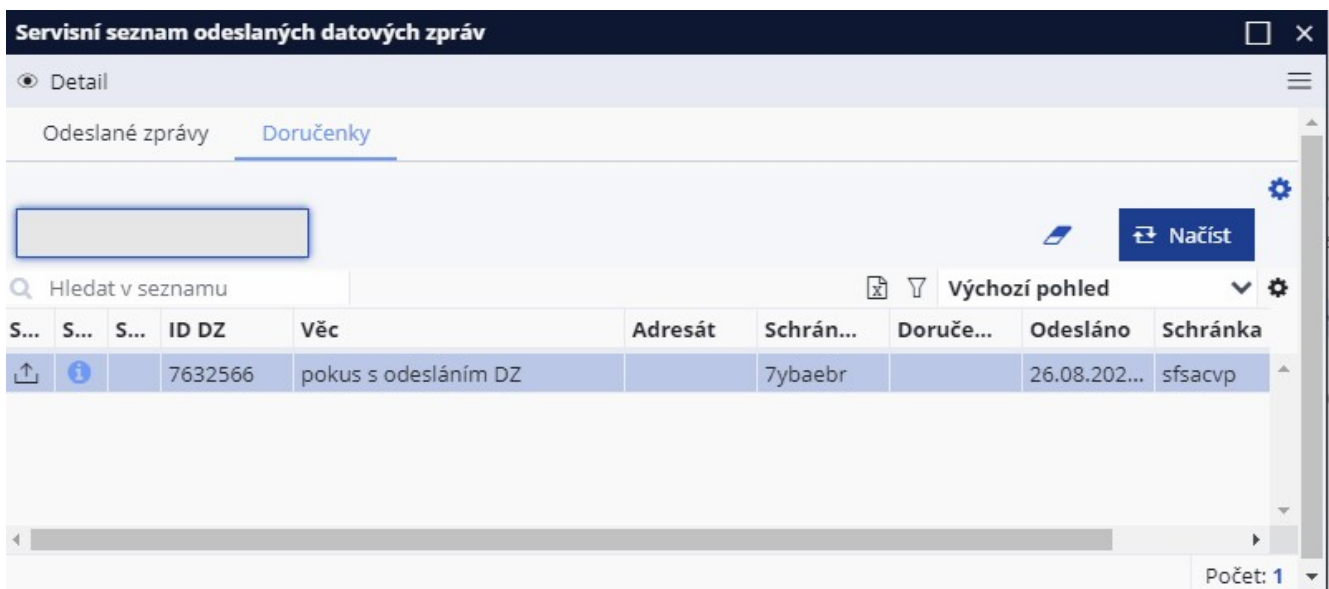 Servisní seznam odeslaných datových zpráv
Detail
Odeslané zprávy Doručenky
Načíst
Hledat v seznamu Výchozí pohled
S... S... S... ID DZ Věc Adresát Schrán... Doruče... Odesláno Schránka
7632566 pokus s odesláním DZ 7ybaebr 26.08.202... sfsacvp
Počet: 1